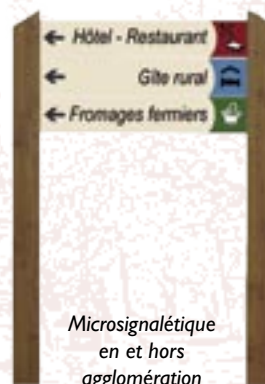 ← Hôtel - Restaurant
← Gîte rural
← Fromages fermiers
Microsignalétique
en et hors
agglomération